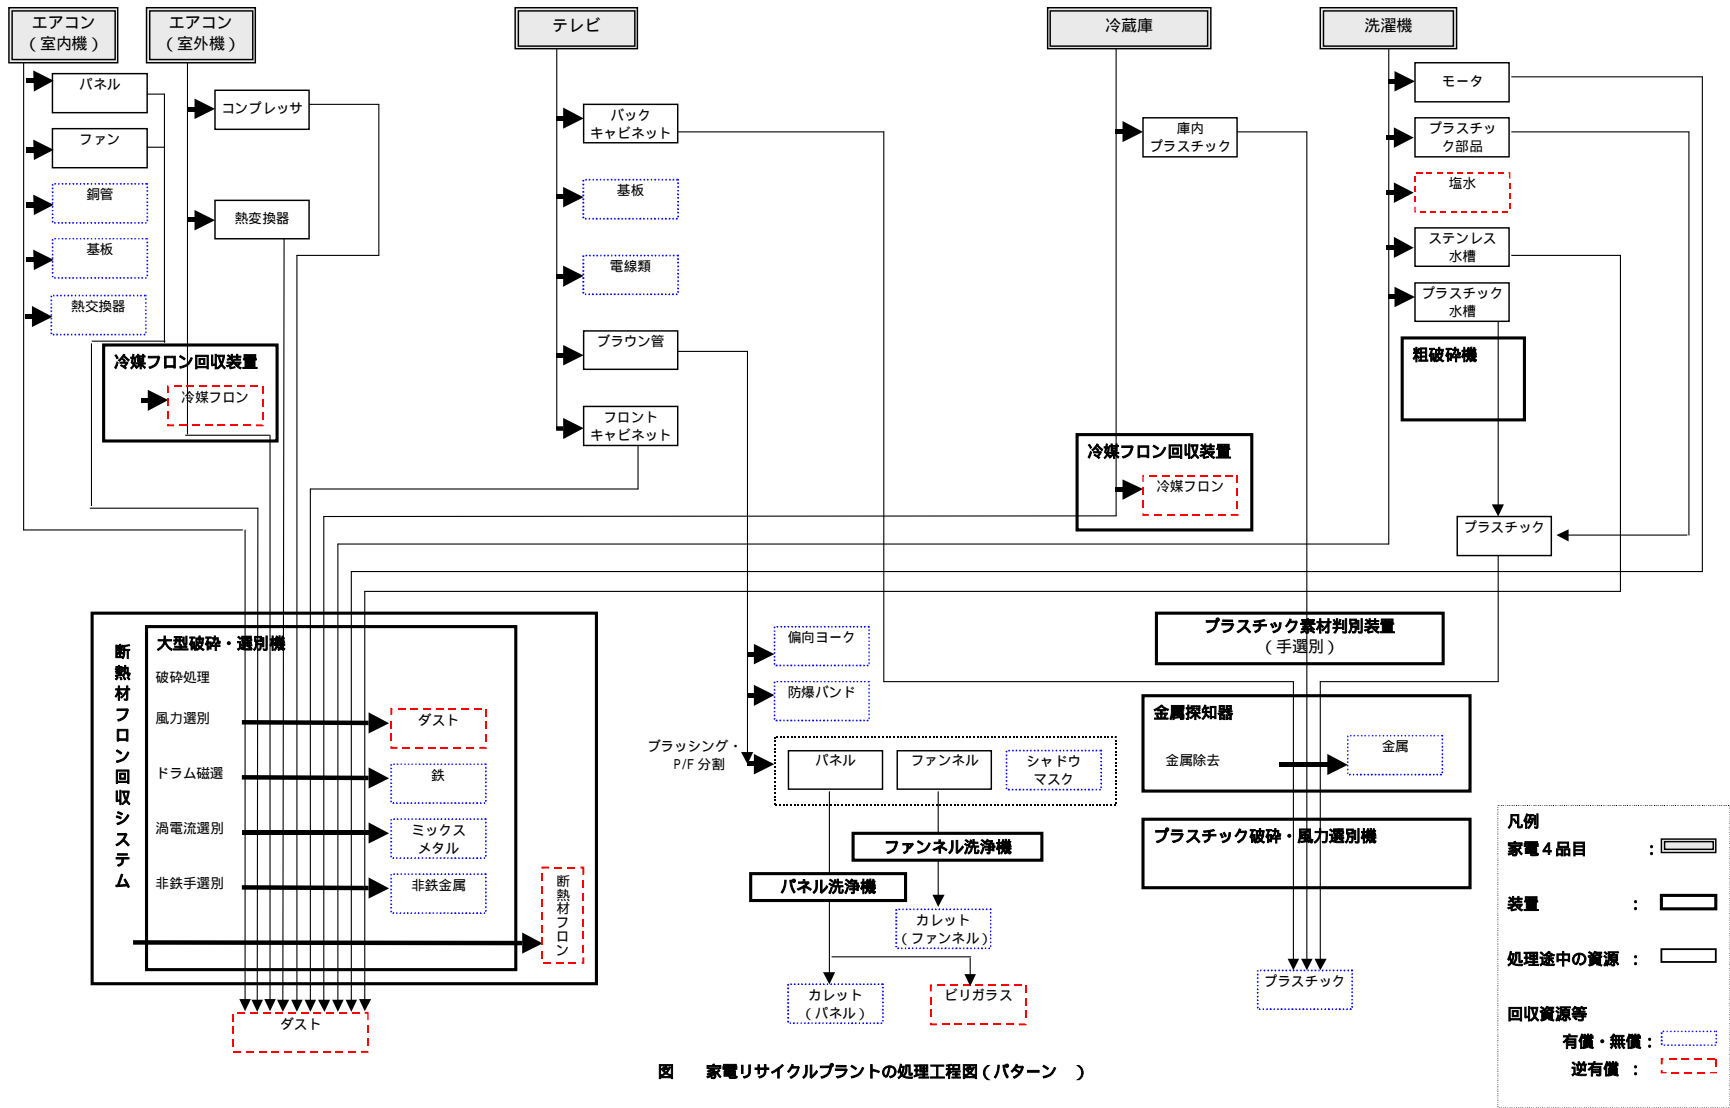 エアコン
（室内機）
エアコン
（室外機）
テレビ
冷蔵庫
洗濯機
パネル
ファン
銅管
基板
熱交換器
コンプレッサ
熱変換器
冷媒フロン回収装置
冷媒フロン
バック
キャビネット
基板
電線類
ブラウン管
フロント
キャビネット
庫内
プラスチック
冷媒フロン回収装置
冷媒フロン
モータ
プラスチッ
ク部品
塩水
ステンレス
水槽
プラスチック
水槽
粗破砕機
プラスチック
断熱材フロン回収システム
大型破砕・選別機
破砕処理
風力選別
ダスト
ドラム磁選
鉄
渦電流選別
ミックス
メタル
非鉄手選別
非鉄金属
断熱材フロン
ダスト
偏向ヨーク
防爆バンド
ブラッシング・
P/F 分割
パネル
ファンネル
シャドウ
マスク
ファンネル洗浄機
パネル洗浄機
カレット
（ファンネル）
カレット
（パネル）
ビリガラス
プラスチック素材判別装置
（手選別）
金属探知器
金属除去
金属
プラスチック破砕・風力選別機
プラスチック
凡例
家電４品目　：
装置　：
処理途中の資源　：
回収資源等
有償・無償：
逆有償　：
図　家電リサイクルプラントの処理工程図（パターン　）